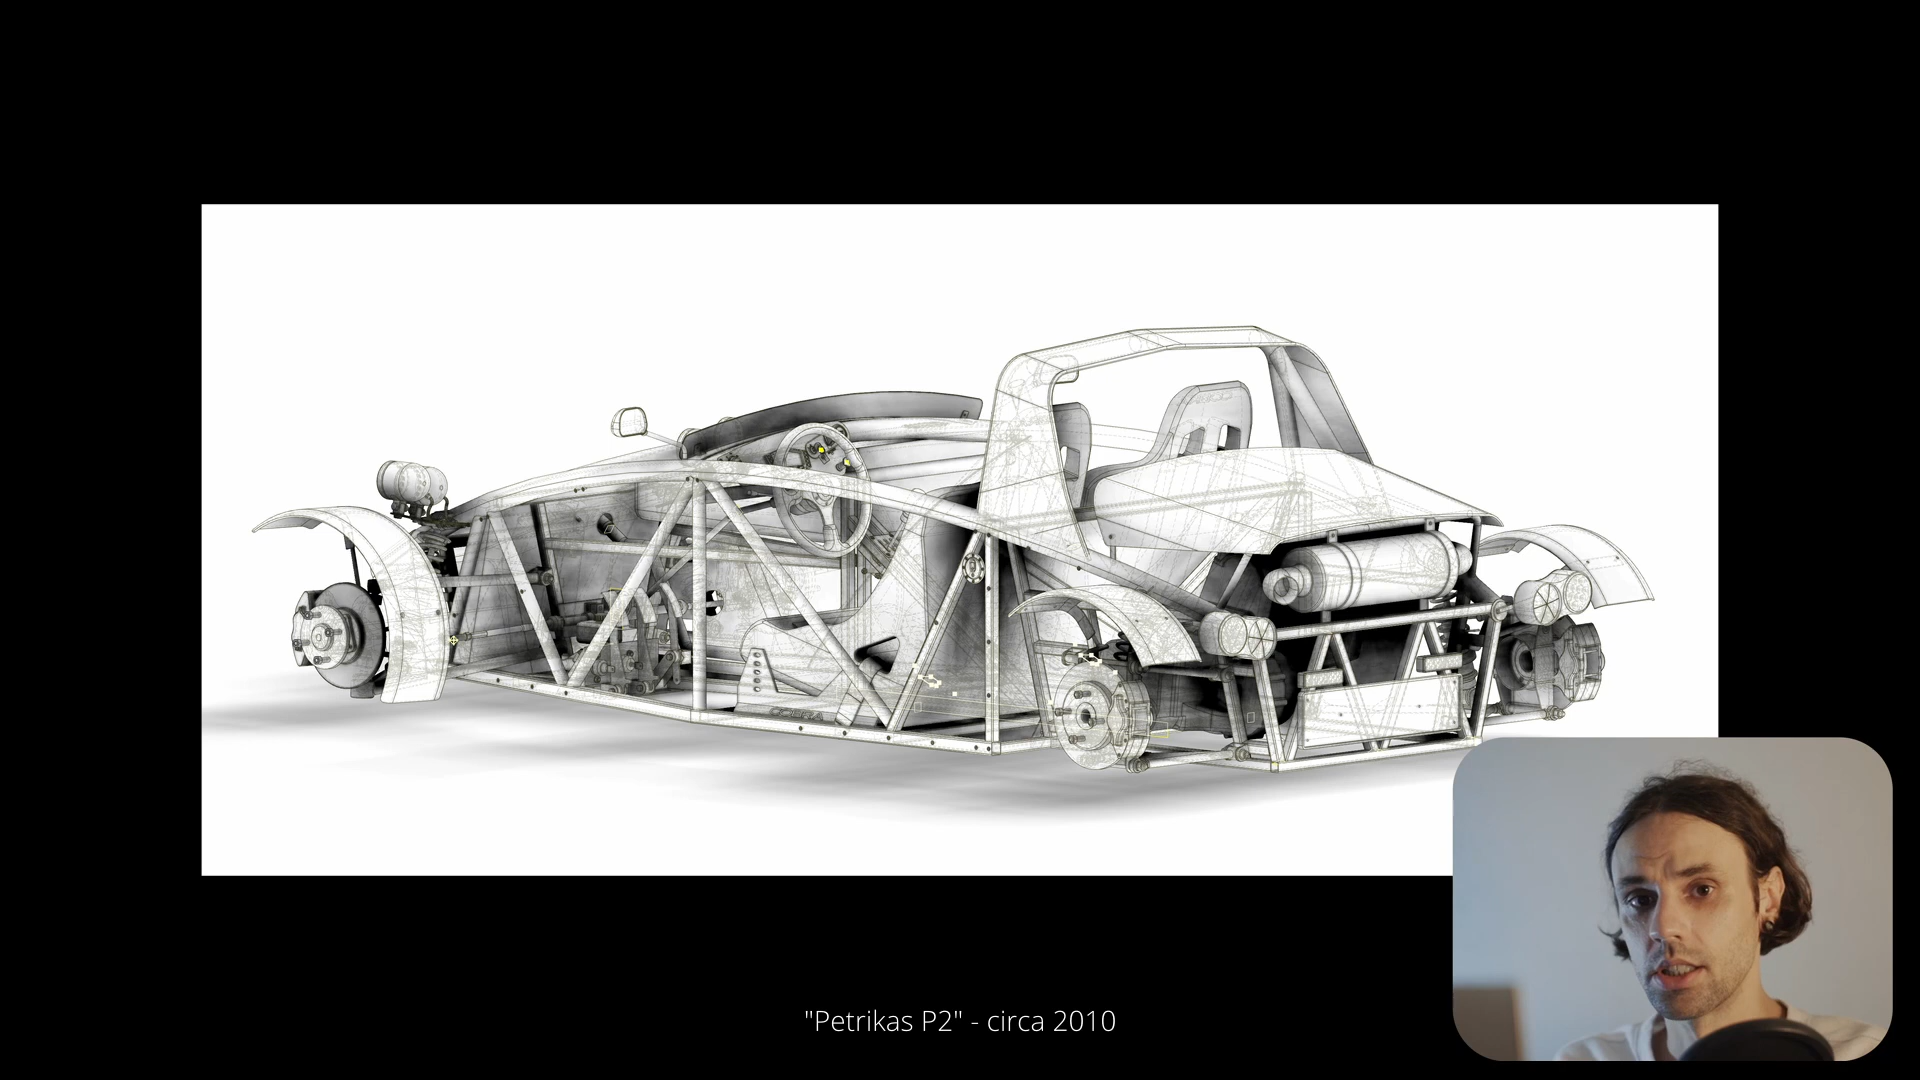 "Petrikas P2" - circa 2010